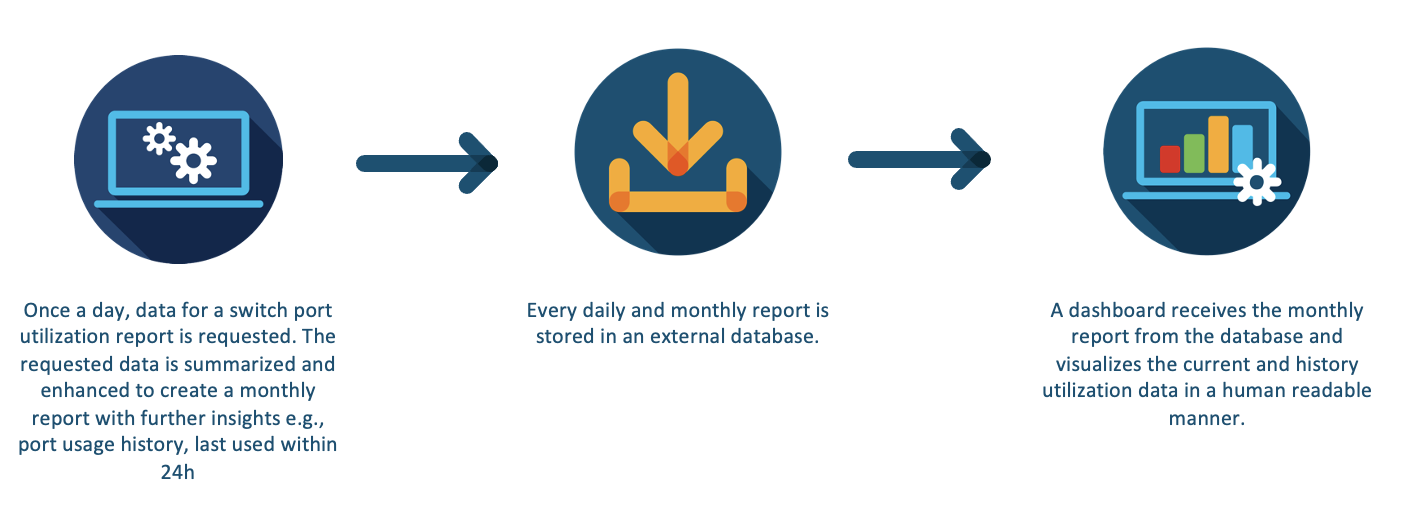 Once a day, data for a switch port
utilization report is requested. The
requested data is summarized and
enhanced to create a monthly
report with further insights e.g.,
port usage history, last used within
24h
Every daily and monthly report is
stored in an external database.
A dashboard receives the monthly
report from the database and
visualizes the current and history
utilization data in a human readable
manner.